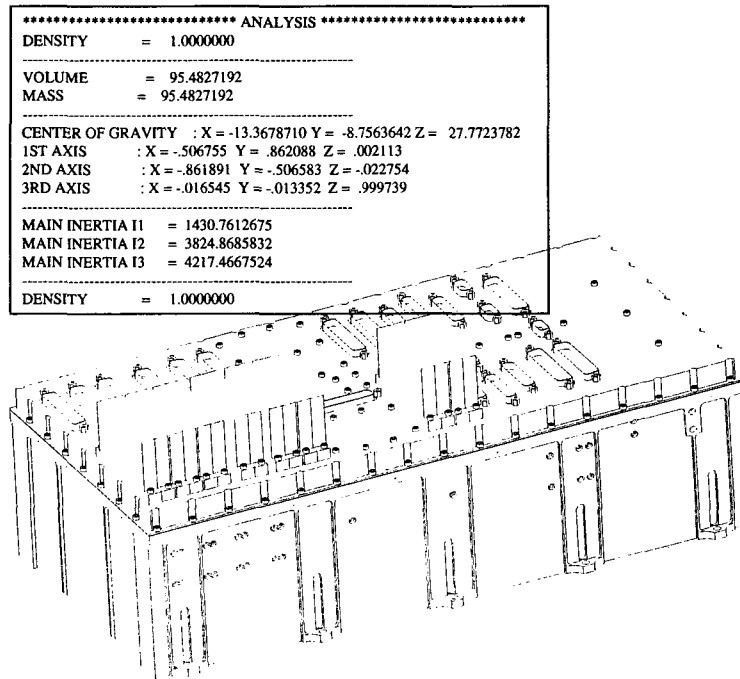 **************************** ANALYSIS ***************************
DENSITY = 1.0000000
VOLUME = 95.4827192
MASS = 95.4827192
CENTER OF GRAVITY : X = -13.3678710 Y = -8.7563642 Z = 27.7723782
1ST AXIS : X = -.506755 Y = .862088 Z = .002113
2ND AXIS : X = -.861891 Y = -.506583 Z = -.022754
3RD AXIS : X = -.016545 Y = -.013352 Z = .999739
MAIN INERTIA I1 = 1430.7612675
MAIN INERTIA I2 = 3824.8685832
MAIN INERTIA I3 = 4217.4667524
DENSITY = 1.0000000